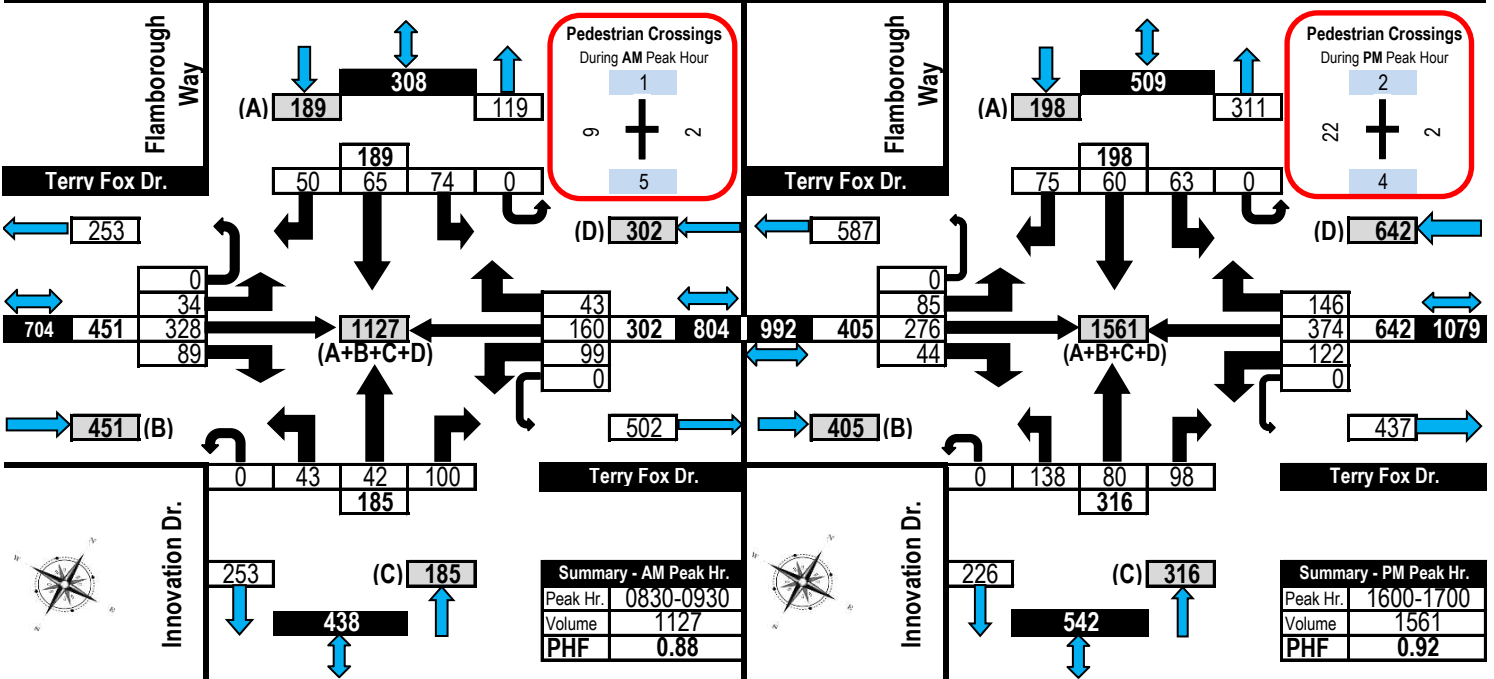 Flamborough
Way
Pedestrian Crossings
During AM Peak Hour
1
9
2
5
308
(A) 189
119
189
50 65 74 0
Terry Fox Dr.
253
(D) 302
0
34
704 451 328
89
1127
(A+B+C+D)
43
160 302 804
99
0
451 (B)
502
0 43 42 100
185
Terry Fox Dr.
Innovation Dr.
253
(C) 185
438
Summary - AM Peak Hr.
Peak Hr. 0830-0930
Volume 1127
PHF 0.88
Flamborough
Way
Pedestrian Crossings
During PM Peak Hour
2
22
2
4
509
(A) 198
311
198
75 60 63 0
Terry Fox Dr.
587
(D) 642
0
85
992 405 276
44
1561
(A+B+C+D)
146
374 642 1079
122
0
405 (B)
437
0 138 80 98
316
Terry Fox Dr.
Innovation Dr.
226
(C) 316
542
Summary - PM Peak Hr.
Peak Hr. 1600-1700
Volume 1561
PHF 0.92